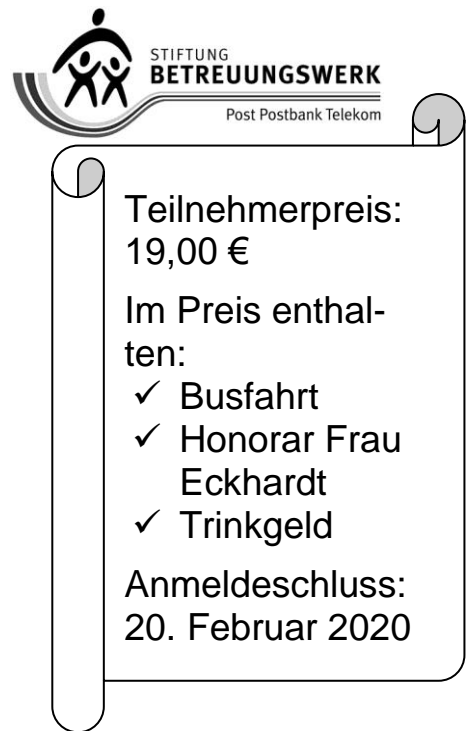 STIFTUNG
BETREUUNGSWERK
Post Postbank Telekom
Teilnehmerpreis:
19,00 €
Im Preis enthal-
ten:
✓ Busfahrt
✓ Honorar Frau
Eckhardt
✓ Trinkgeld
Anmeldeschluss:
20. Februar 2020